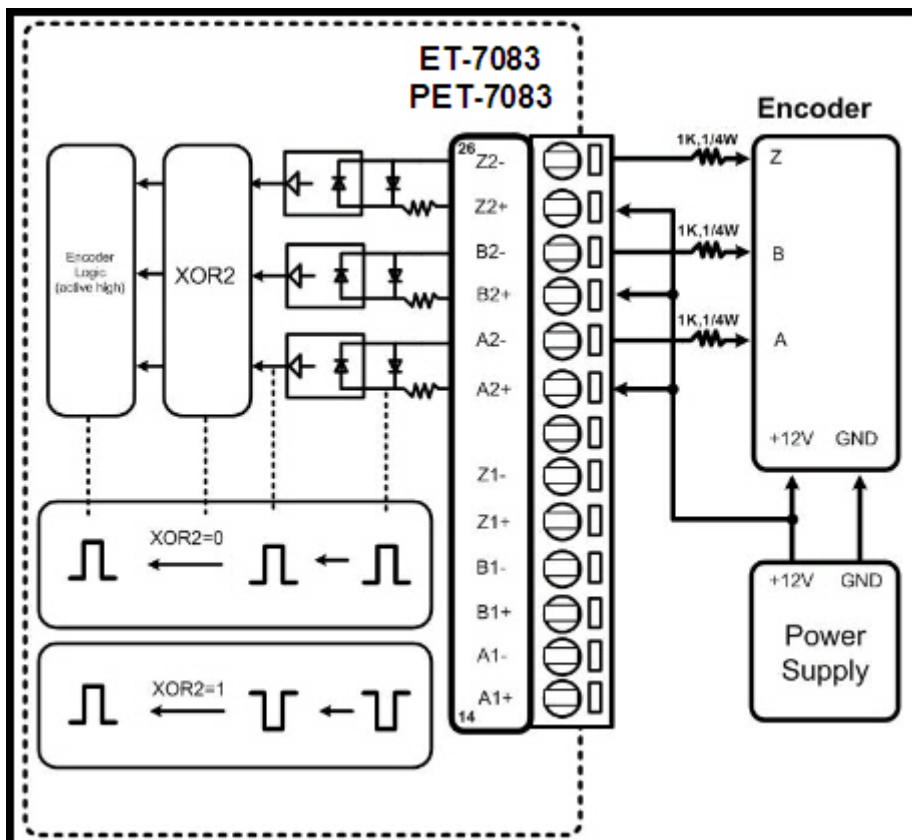 ET-7083
PET-7083
Encoder
Encoder
Logic
(active high)
XOR2
26
Z2-
Z2+
B2-
B2+
A2-
A2+
Z1-
Z1+
B1-
B1+
A1-
A1+
14
1K,1/4W
Z
1K,1/4W
B
1K,1/4W
A
+12V GND
+12V GND
Power
Supply
XOR2=0
XOR2=1